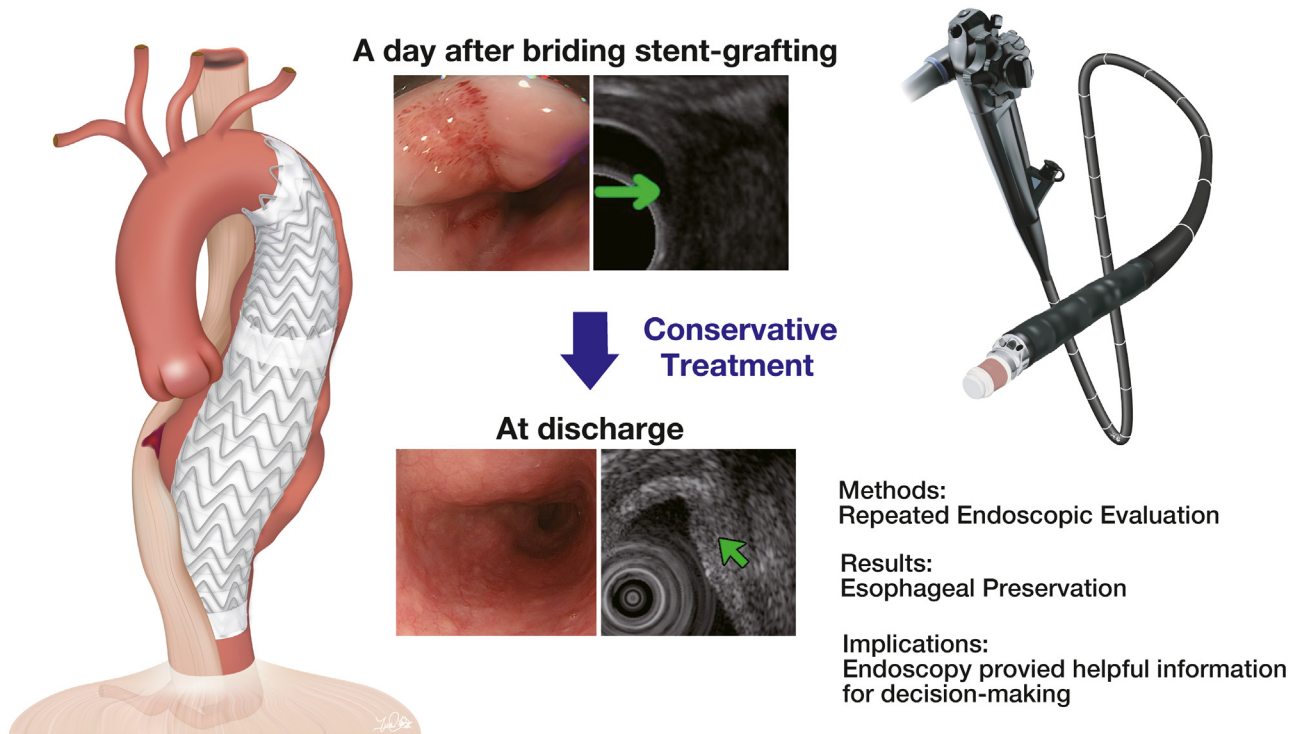 A day after briding stent-grafting
Conservative
Treatment
At discharge
Methods:
Repeated Endoscopic Evaluation
Results:
Esophageal Preservation
Implications:
Endoscopy provied helpful information
for decision-making